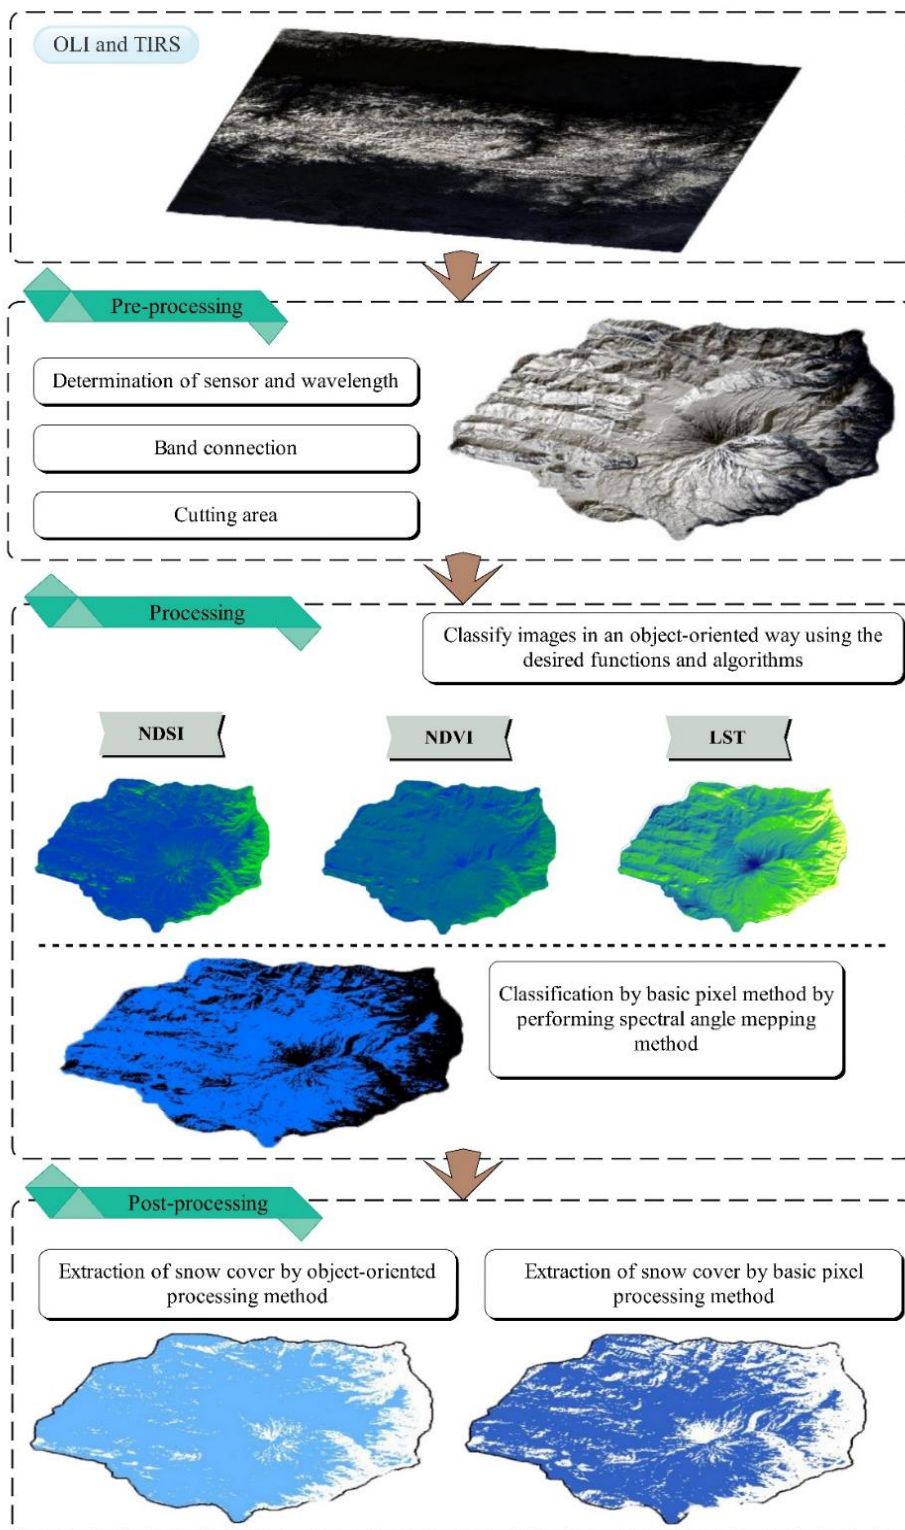 OLI and TIRS
Pre-processing
Determination of sensor and wavelength
Band connection
Cutting area
Processing
Classify images in an object-oriented way using the
desired functions and algorithms
NDSI
NDVI
LST
Classification by basic pixel method by
performing spectral angle mepping
method
Post-processing
Extraction of snow cover by object-oriented
processing method
Extraction of snow cover by basic pixel
processing method